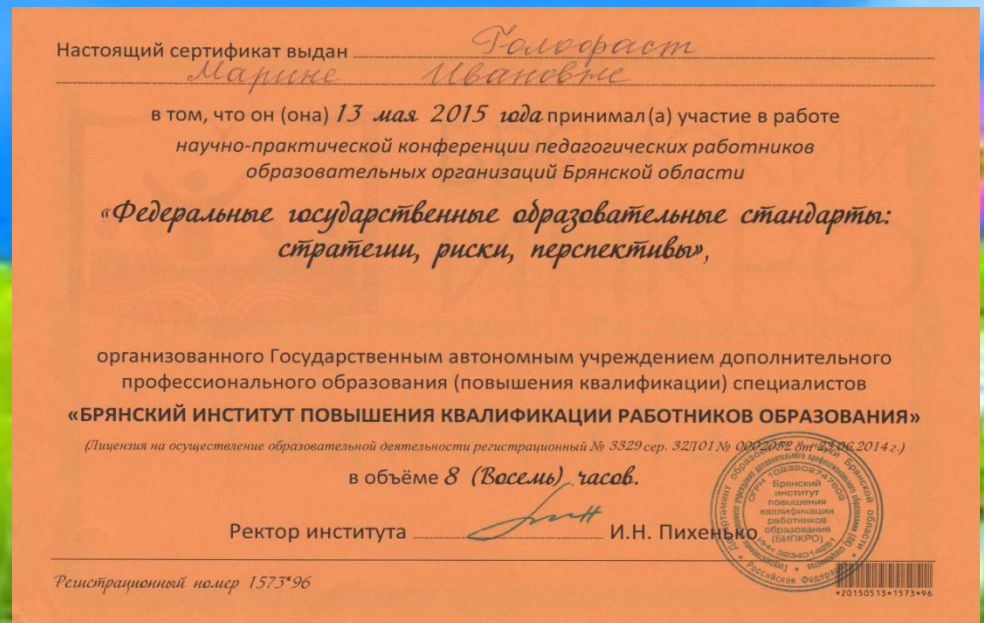 Настоящий сертификат выдан Голофаст
Марине Ивановне
в том, что он (она) 13 мая 2015 года принимал(а) участие в работе
научно-практической конференции педагогических работников
образовательных организаций Брянской области
«Федеральные государственные образовательные стандарты:
стратегии, риски, перспективы»,
организованного Государственным автономным учреждением дополнительного
профессионального образования (повышения квалификации) специалистов
«БРЯНСКИЙ ИНСТИТУТ ПОВЫШЕНИЯ КВАЛИФИКАЦИИ РАБОТНИКОВ ОБРАЗОВАНИЯ»
(Лицензия на осуществление образовательной деятельности регистрационный № 3329 сер. 32Л01 № 0002052 от 23.06.2014 г.)
в объёме 8 (Восемь) часов.
Ректор института И.Н. Пихенько
Брянский
институт
повышения
квалификации
работников
образования
(БИПКРО)
Российская Федерация
Регистрационный номер 1573*96
*20150513*1573*96